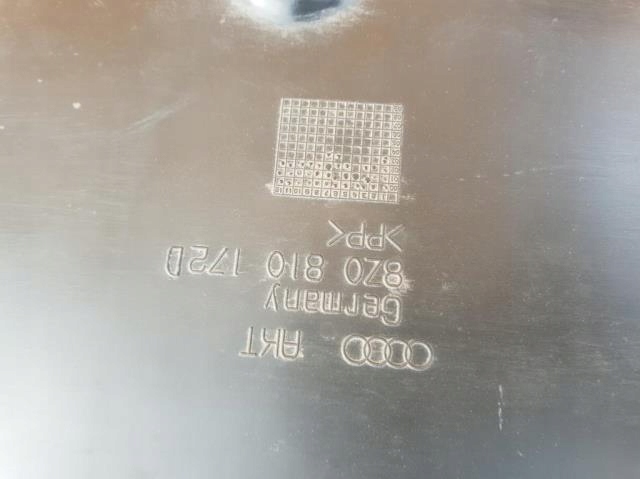 AKT
Germany
8Z0 810 172D
>PP<